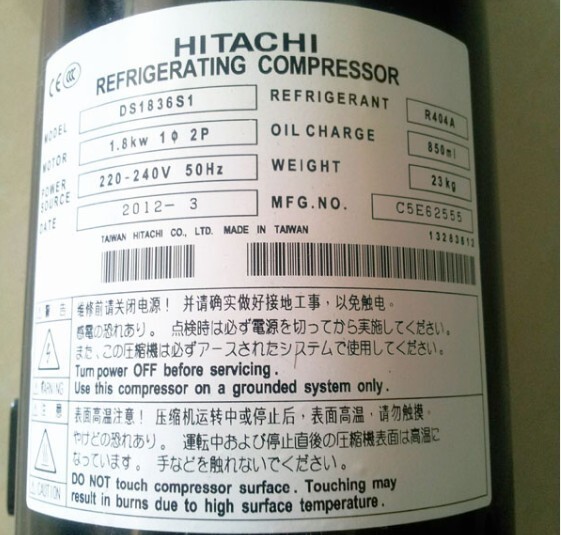 HITACHI
REFRIGERATING COMPRESSOR
CE CCC
MODEL DS1836S1 REFRIGERANT R404A
MOTOR 1.8kw 1Φ 2P OIL CHARGE 850ml
POWER SOURCE 220-240V 50Hz WEIGHT 23kg
DATE 2012-3 MFG.NO. C5E62555
TAIWAN HITACHI CO., LTD. MADE IN TAIWAN
维修前请关闭电源！ 并请确实做好接地工事，以免触电。
感電の恐れあり。 点検時は必ず電源を切ってから実施してください。
また、この圧縮機は必ずアースされたシステムで使用してください。
Turn power OFF before servicing.
WARNING Use this compressor on a grounded system only.
表面高温注意！ 压缩机运转中或停止后，表面高温，请勿触摸。
やけどの恐れあり。 運転中および停止直後の圧縮機表面は高温に
なっています。 手などを触れないでください。
DO NOT touch compressor surface. Touching may
CAUTION result in burns due to high surface temperature.